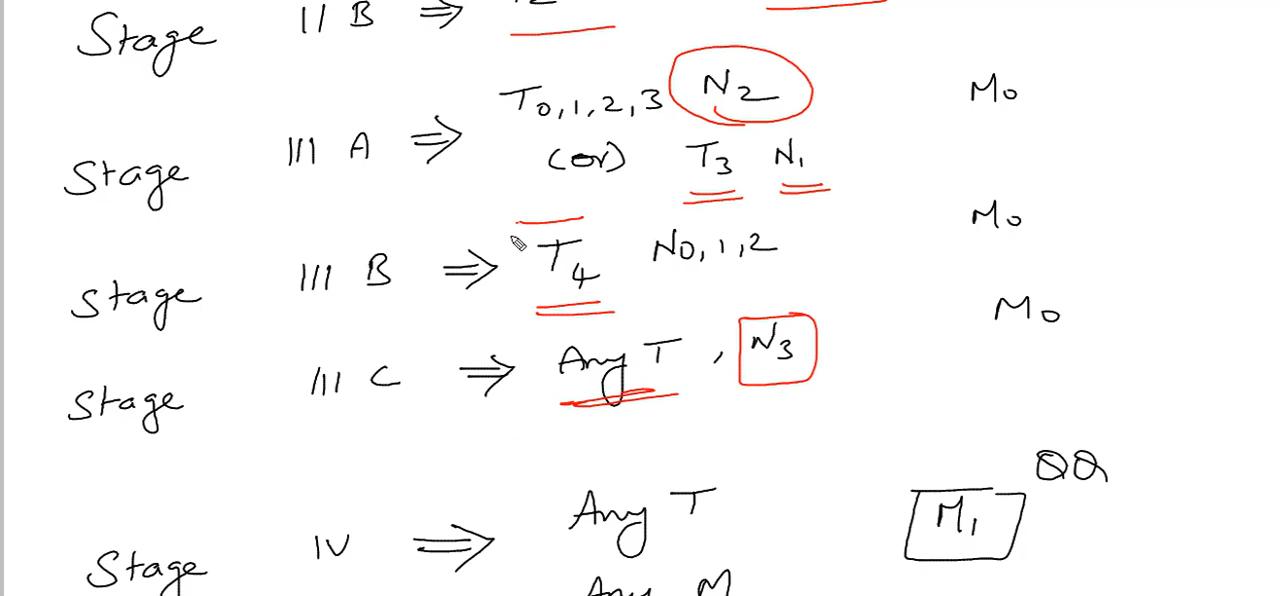 Stage II B ⇒
T0,1,2,3 N2 M0
Stage III A ⇒ (or) T3 N1
Stage III B ⇒ T4 N0,1,2 M0
Stage III C ⇒ Any T , N3 M0
Stage IV ⇒ Any T M1
Any M